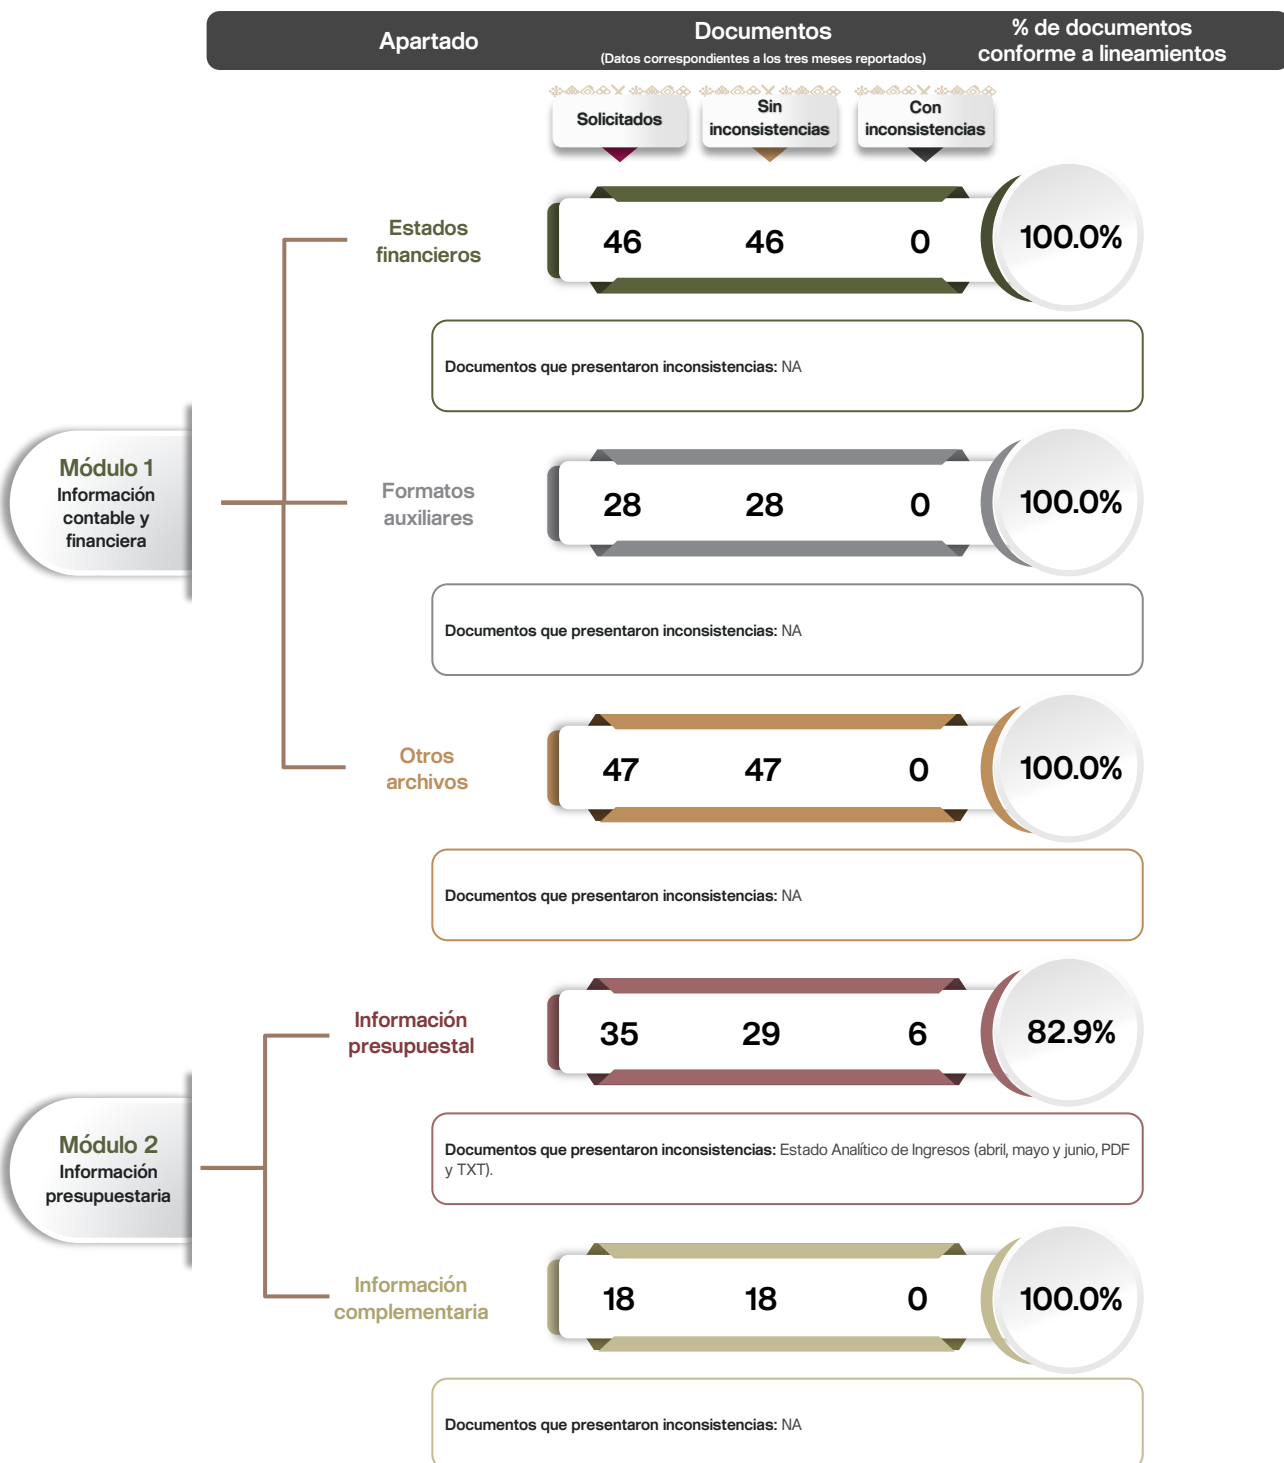 Apartado
Documentos
(Datos correspondientes a los tres meses reportados)
% de documentos
conforme a lineamientos
Solicitados
Sin
inconsistencias
Con
inconsistencias
Módulo 1
Información
contable y
financiera
Estados
financieros
46 46 0 100.0%
Documentos que presentaron inconsistencias: NA
Formatos
auxiliares
28 28 0 100.0%
Documentos que presentaron inconsistencias: NA
Otros
archivos
47 47 0 100.0%
Documentos que presentaron inconsistencias: NA
Módulo 2
Información
presupuestaria
Información
presupuestal
35 29 6 82.9%
Documentos que presentaron inconsistencias: Estado Analítico de Ingresos (abril, mayo y junio, PDF
y TXT).
Información
complementaria
18 18 0 100.0%
Documentos que presentaron inconsistencias: NA